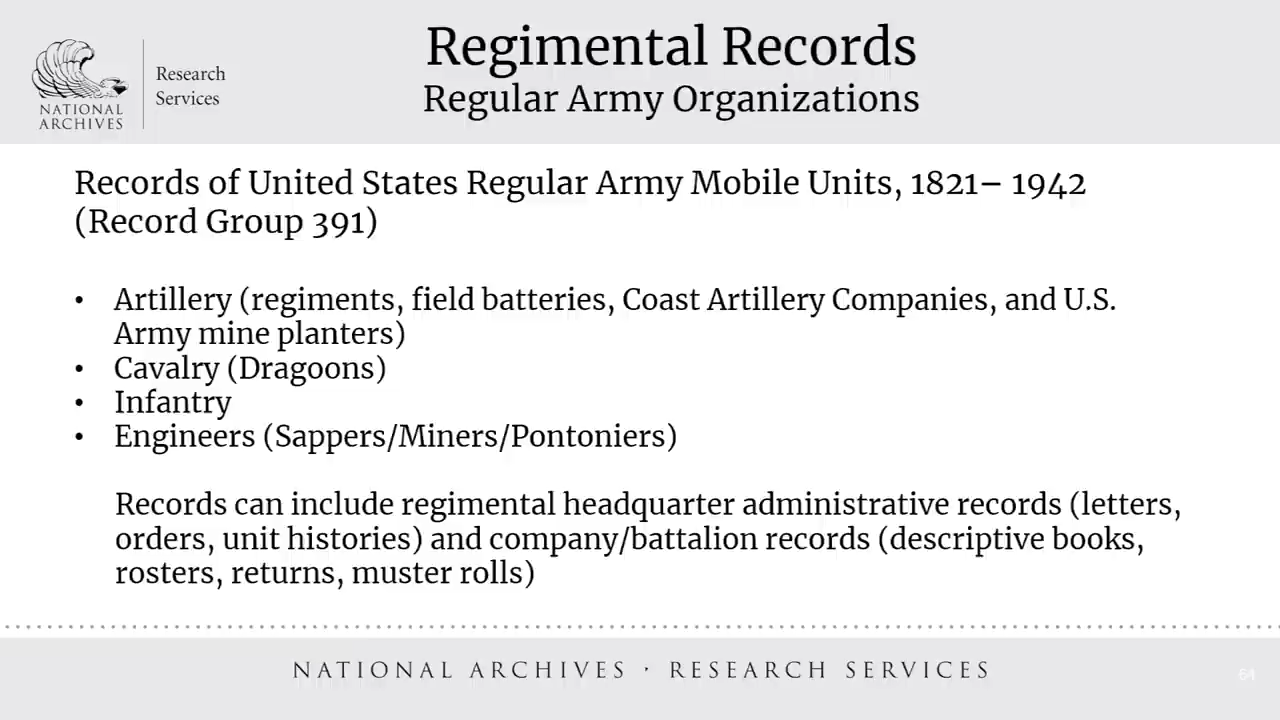 Regimental Records
Regular Army Organizations
NATIONAL
ARCHIVES
Research
Services
Records of United States Regular Army Mobile Units, 1821– 1942
(Record Group 391)
• Artillery (regiments, field batteries, Coast Artillery Companies, and U.S.
Army mine planters)
• Cavalry (Dragoons)
• Infantry
• Engineers (Sappers/Miners/Pontoniers)
Records can include regimental headquarter administrative records (letters,
orders, unit histories) and company/battalion records (descriptive books,
rosters, returns, muster rolls)
NATIONAL ARCHIVES · RESEARCH SERVICES
64